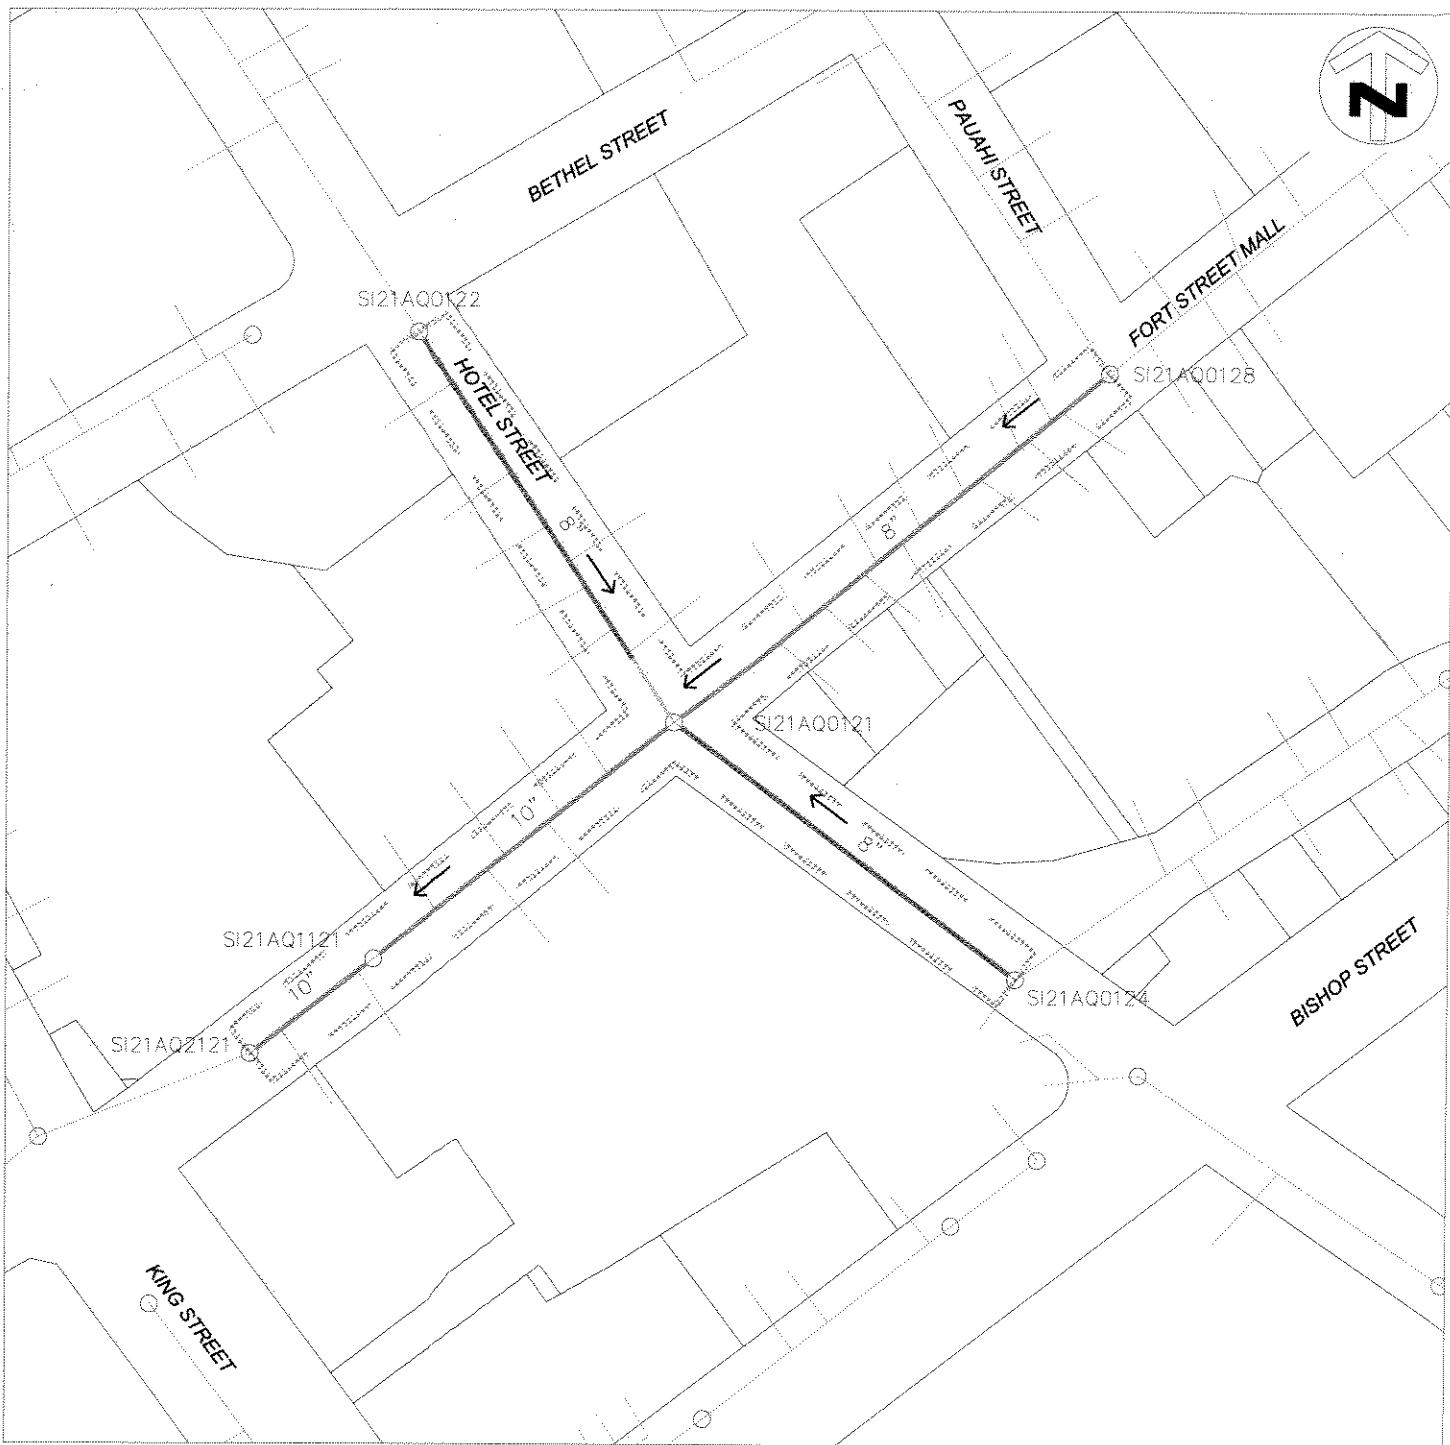 N
BETHEL STREET
PAUAHI STREET
FORT STREET MALL
SI21AQ0122
HOTEL STREET
SI21AQ0128
8"
8"
SI21AQ0121
10"
8"
SI21AQ1121
10"
SI21AQ0124
BISHOP STREET
SI21AQ2121
KING STREET